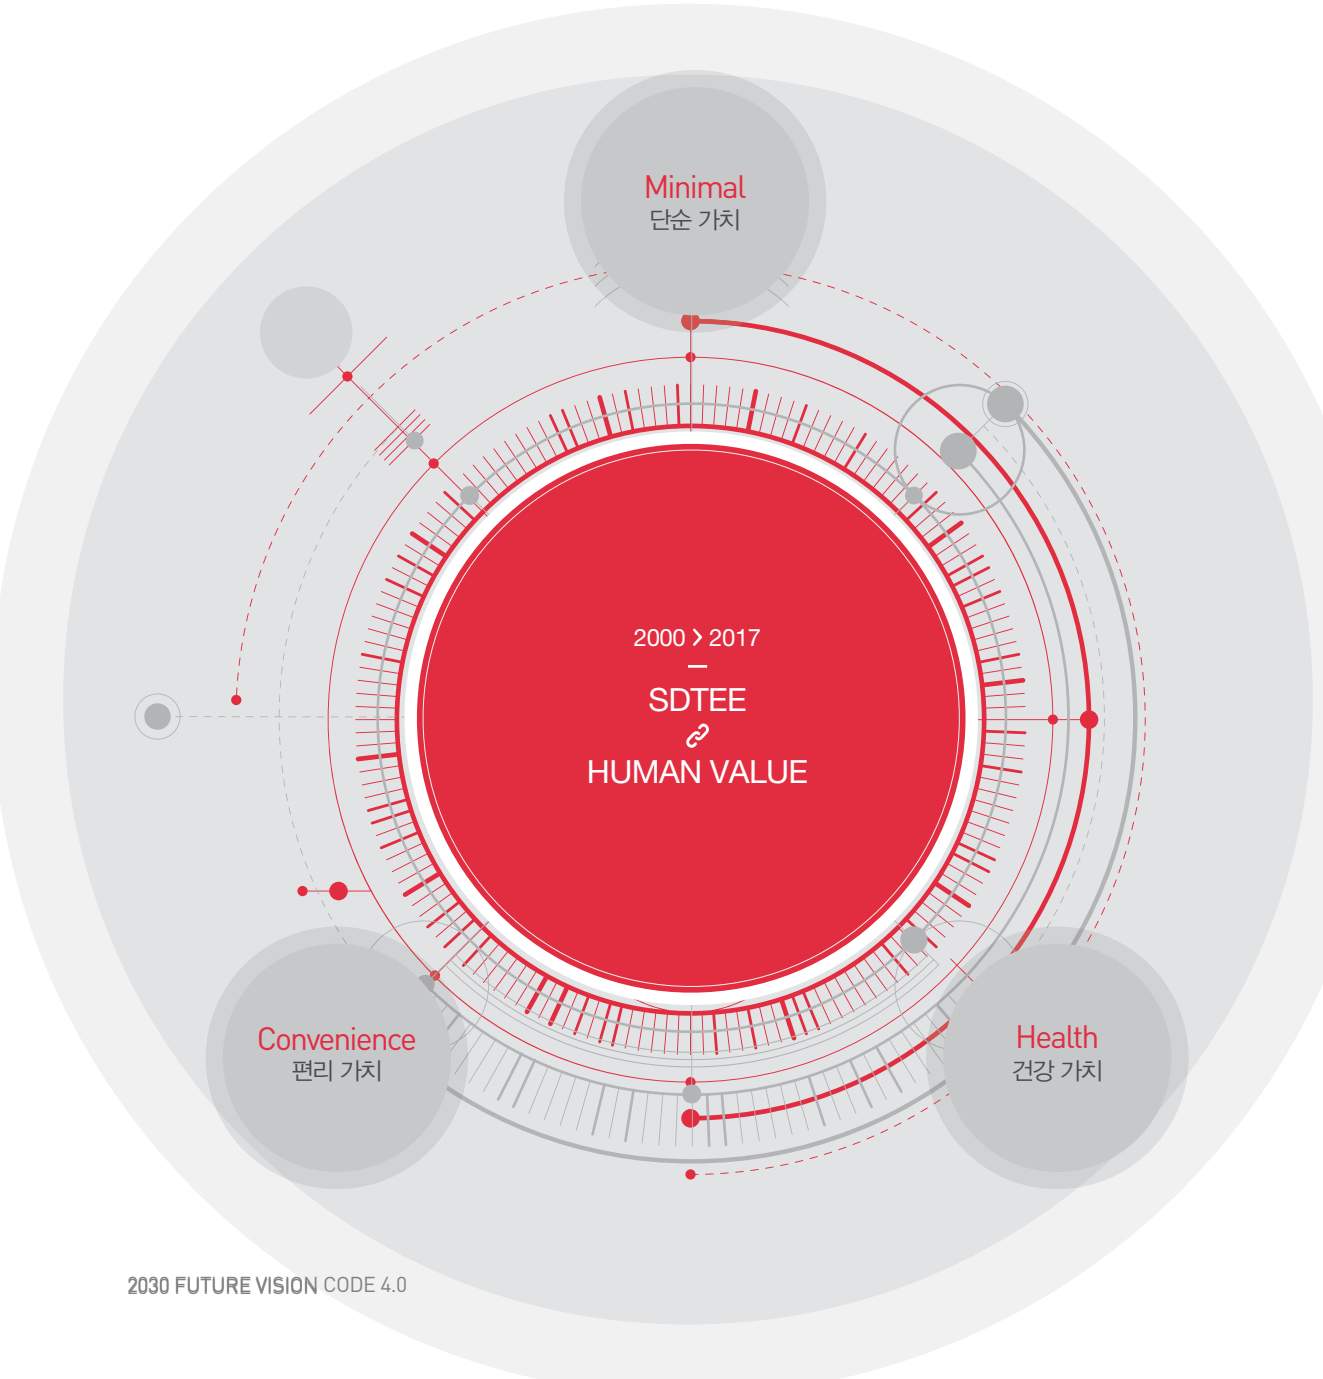 Minimal
단순 가치
2000 > 2017
SDTEE
HUMAN VALUE
Convenience
편리 가치
Health
건강 가치
2030 FUTURE VISION CODE 4.0